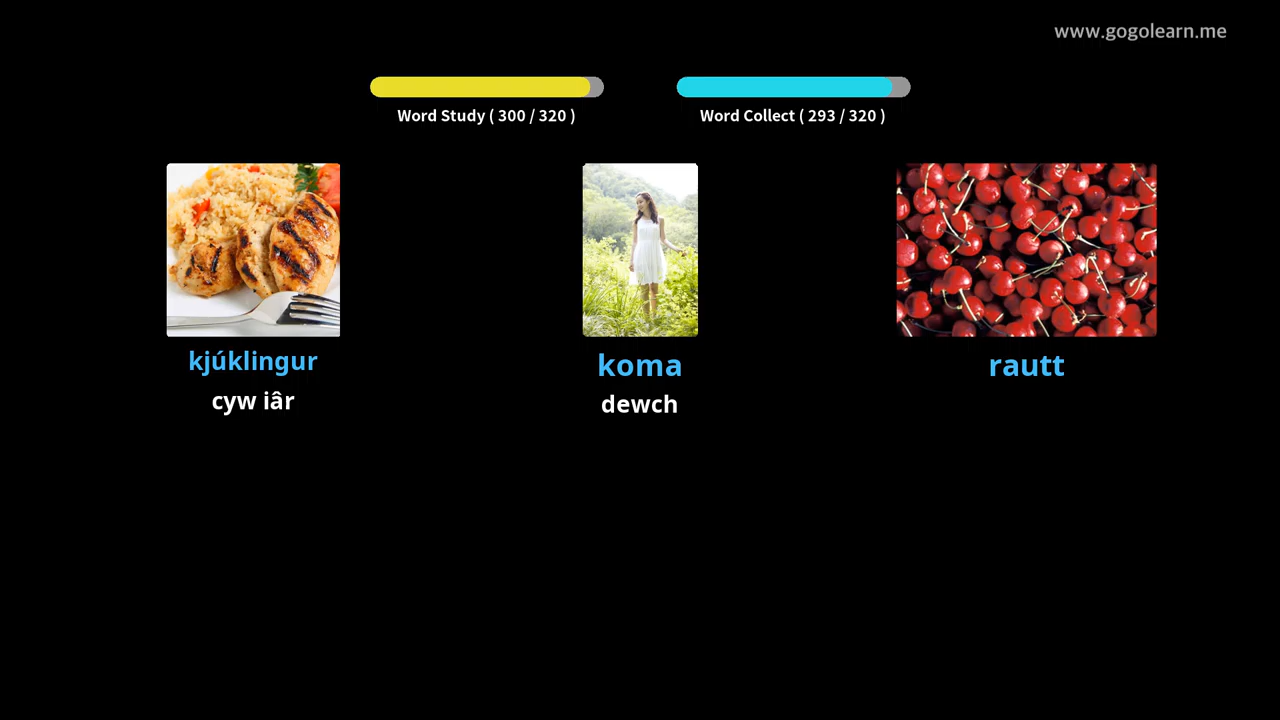 www.gogolearn.me
Word Study ( 300 / 320 )
Word Collect ( 293 / 320 )
kjúklingur
cyw iâr
koma
dewch
rautt